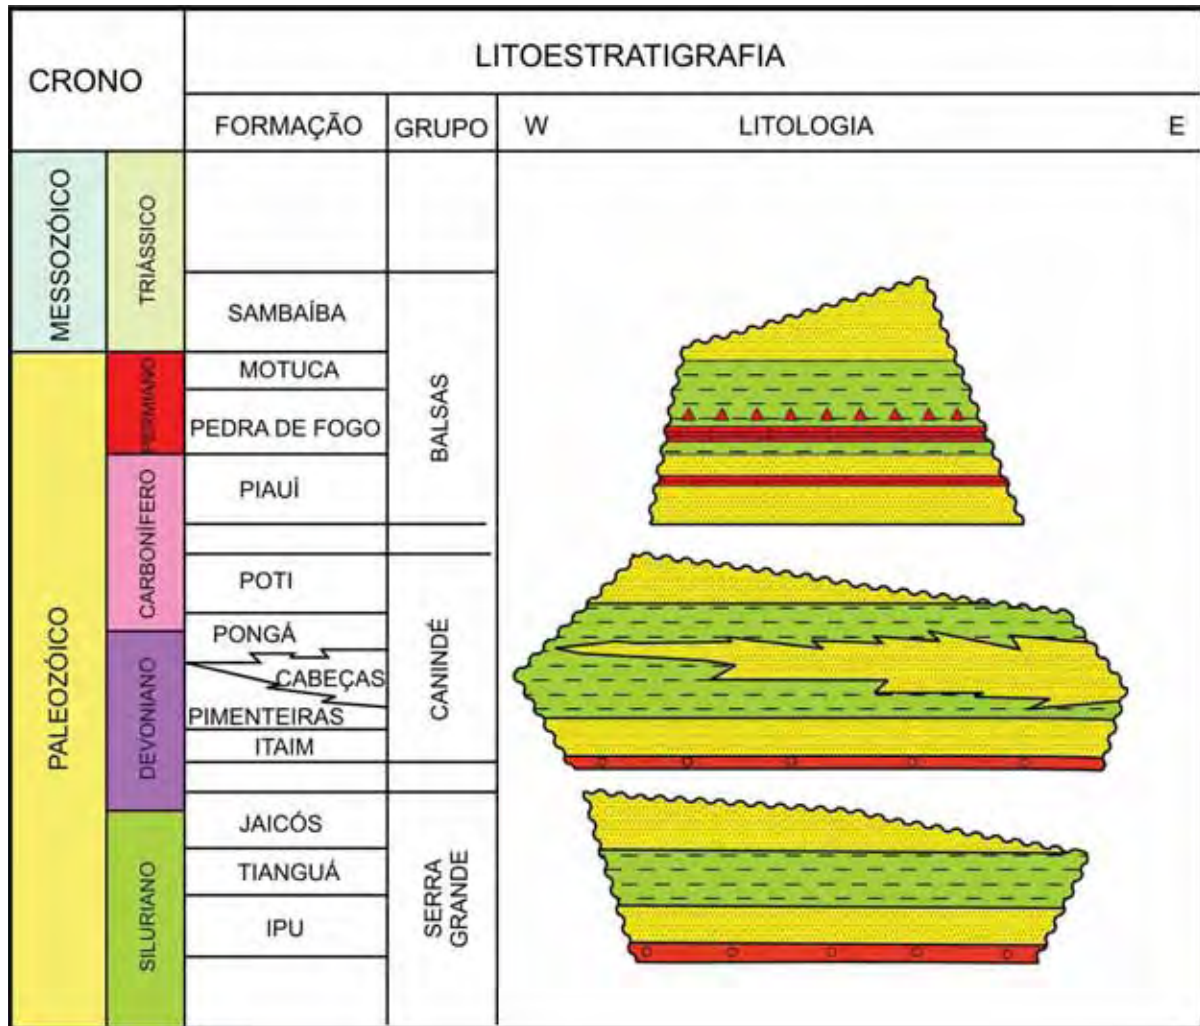 CRONO
LITOESTRATIGRAFIA
FORMAÇÃO
GRUPO
W
LITOLOGIA
E
MESSOZÓICO
TRIÁSSICO
SAMBAÍBA
PALEOZÓICO
PERMIANO
MOTUCA
PEDRA DE FOGO
BALSAS
CARBONÍFERO
PIAUÍ
POTI
DEVONIANO
PONGÁ
CABEÇAS
PIMENTEIRAS
ITAIM
CANINDÉ
SILURIANO
JAICÓS
TIANGUÁ
IPU
SERRA
GRANDE